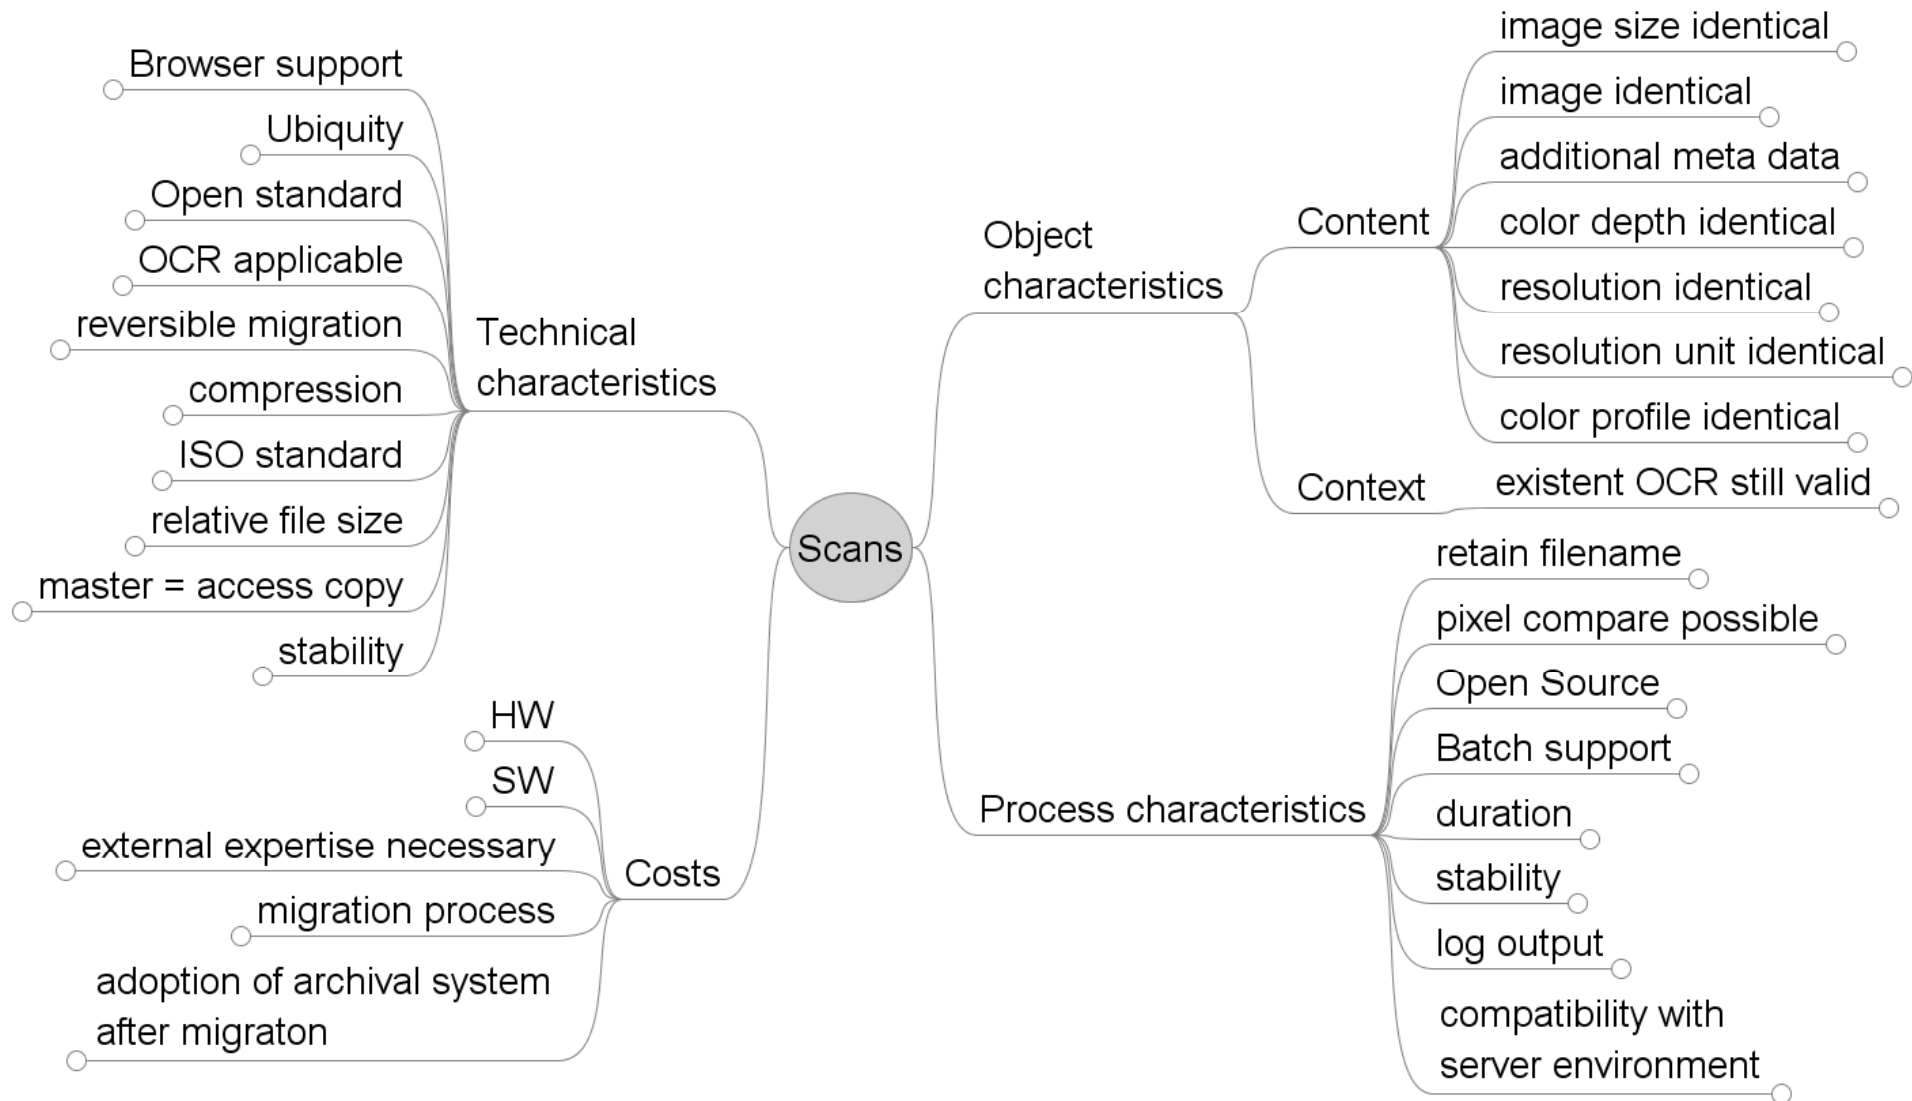 Browser support
Ubiquity
Open standard
OCR applicable
reversible migration
compression
ISO standard
relative file size
master = access copy
stability
Technical
characteristics
HW
SW
external expertise necessary
migration process
adoption of archival system
after migraton
Costs
Scans
Object
characteristics
Content
image size identical
image identical
additional meta data
color depth identical
resolution identical
resolution unit identical
color profile identical
Context
existent OCR still valid
Process characteristics
retain filename
pixel compare possible
Open Source
Batch support
duration
stability
log output
compatibility with
server environment